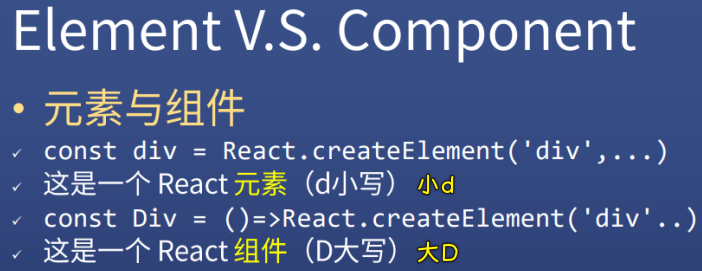 Element V.S. Component
• 元素与组件
✓ const div = React.createElement('div',...)
✓ 这是一个 React 元素（d小写） 小d
✓ const Div = ()=>React.createElement('div'..)
✓ 这是一个 React 组件（D大写） 大D